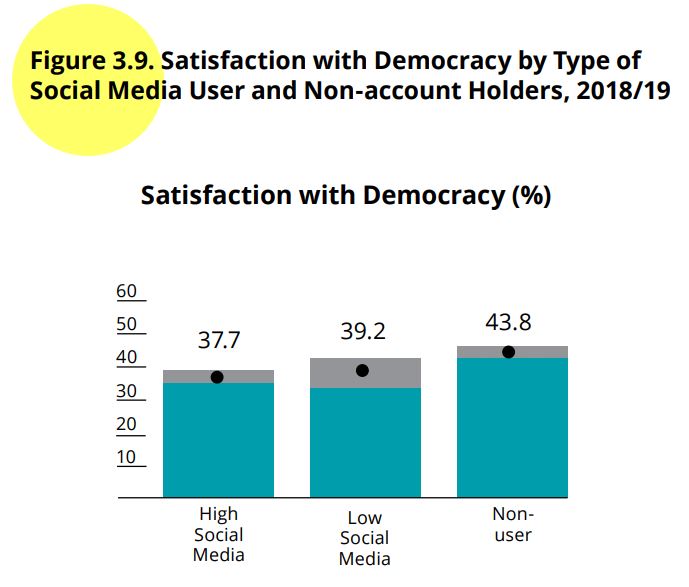 Figure 3.9. Satisfaction with Democracy by Type of
Social Media User and Non-account Holders, 2018/19
Satisfaction with Democracy (%)
60
50
40
30
20
10
37.7
39.2
43.8
High
Social
Media
Low
Social
Media
Non-
user